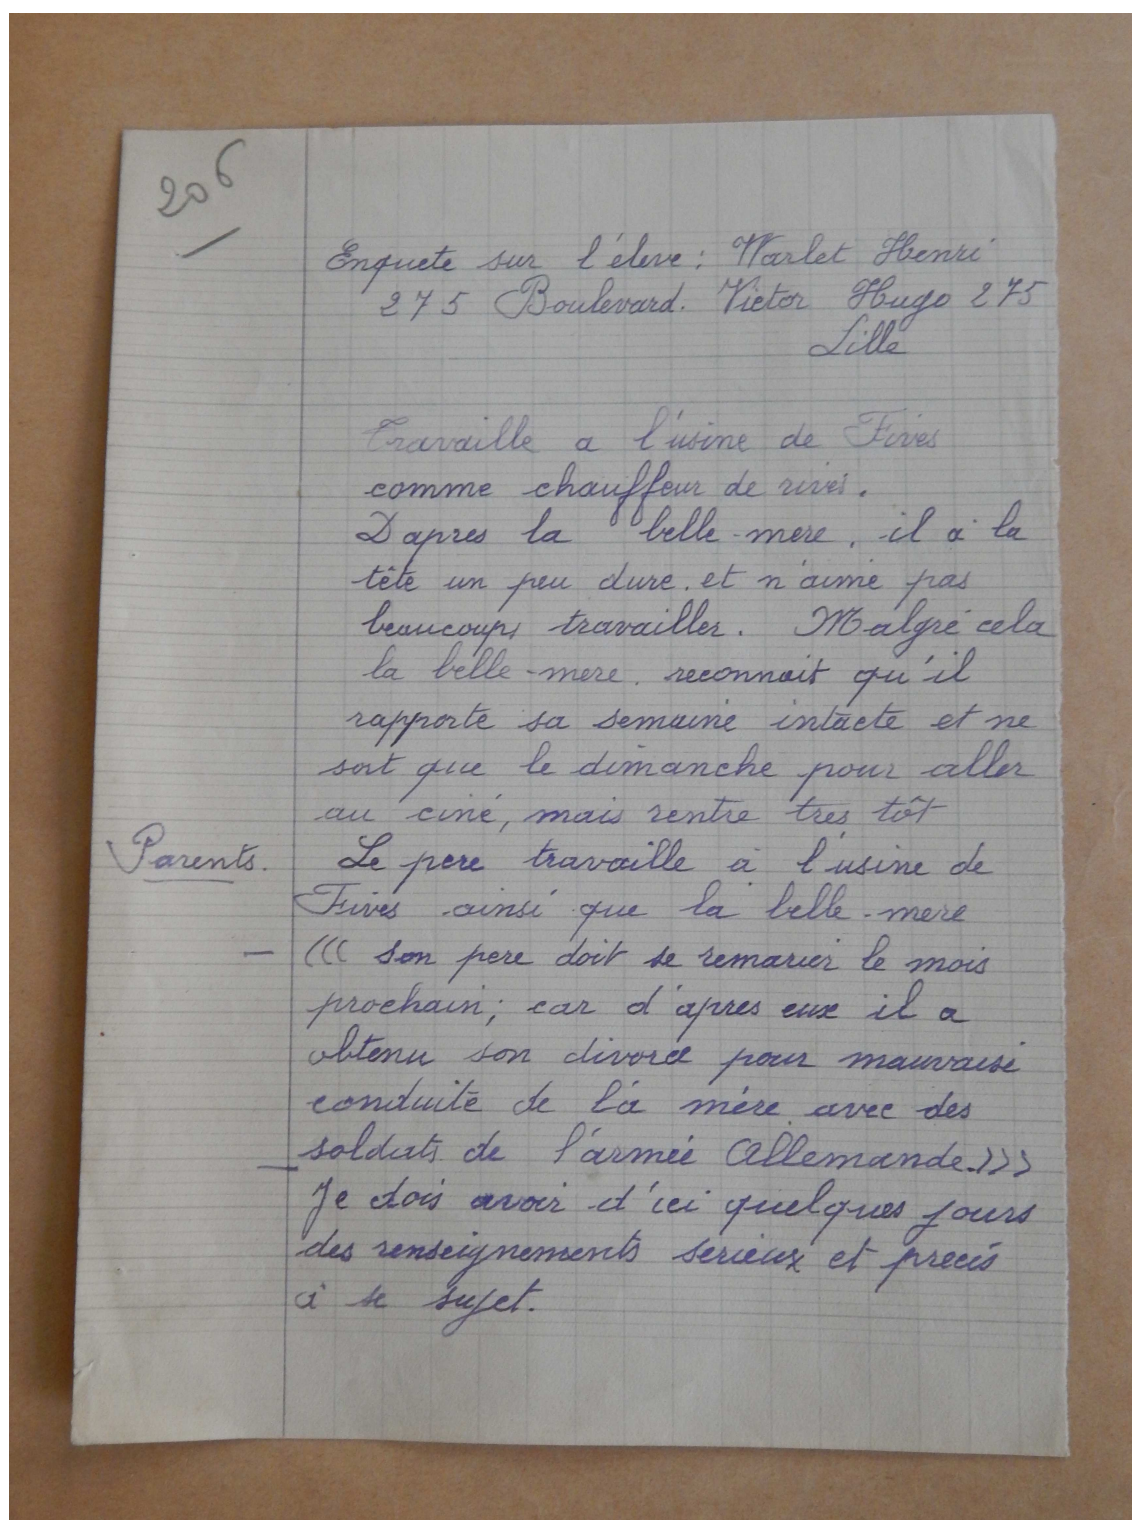 206
Enquete sur l'éleve : Warlet Henri
275 Boulevard. Victor Hugo 275
Lille
Travaille a l'usine de Fives
comme chauffeur de rivés.
D'apres la belle-mere, il a la
tête un peu dure. et n'aime pas
beaucoups travailler. Malgré cela
la belle-mere. reconnait qu'il
rapporte sa semaine intacte et ne
sort que le dimanche pour aller
au ciné, mais rentre tres tôt
Parents. Le pere travaille à l'usine de
Fives ainsi que la belle-mere
— ((( son pere doit se remarier le mois
prochain ; car d'apres eux il a
obtenu son divorce pour mauvaise
conduite de la mère avec des
— soldats de l'armée Allemande.)))
Je dois avoir d'ici quelques jours
des renseignements serieux et precis
à se sujet.